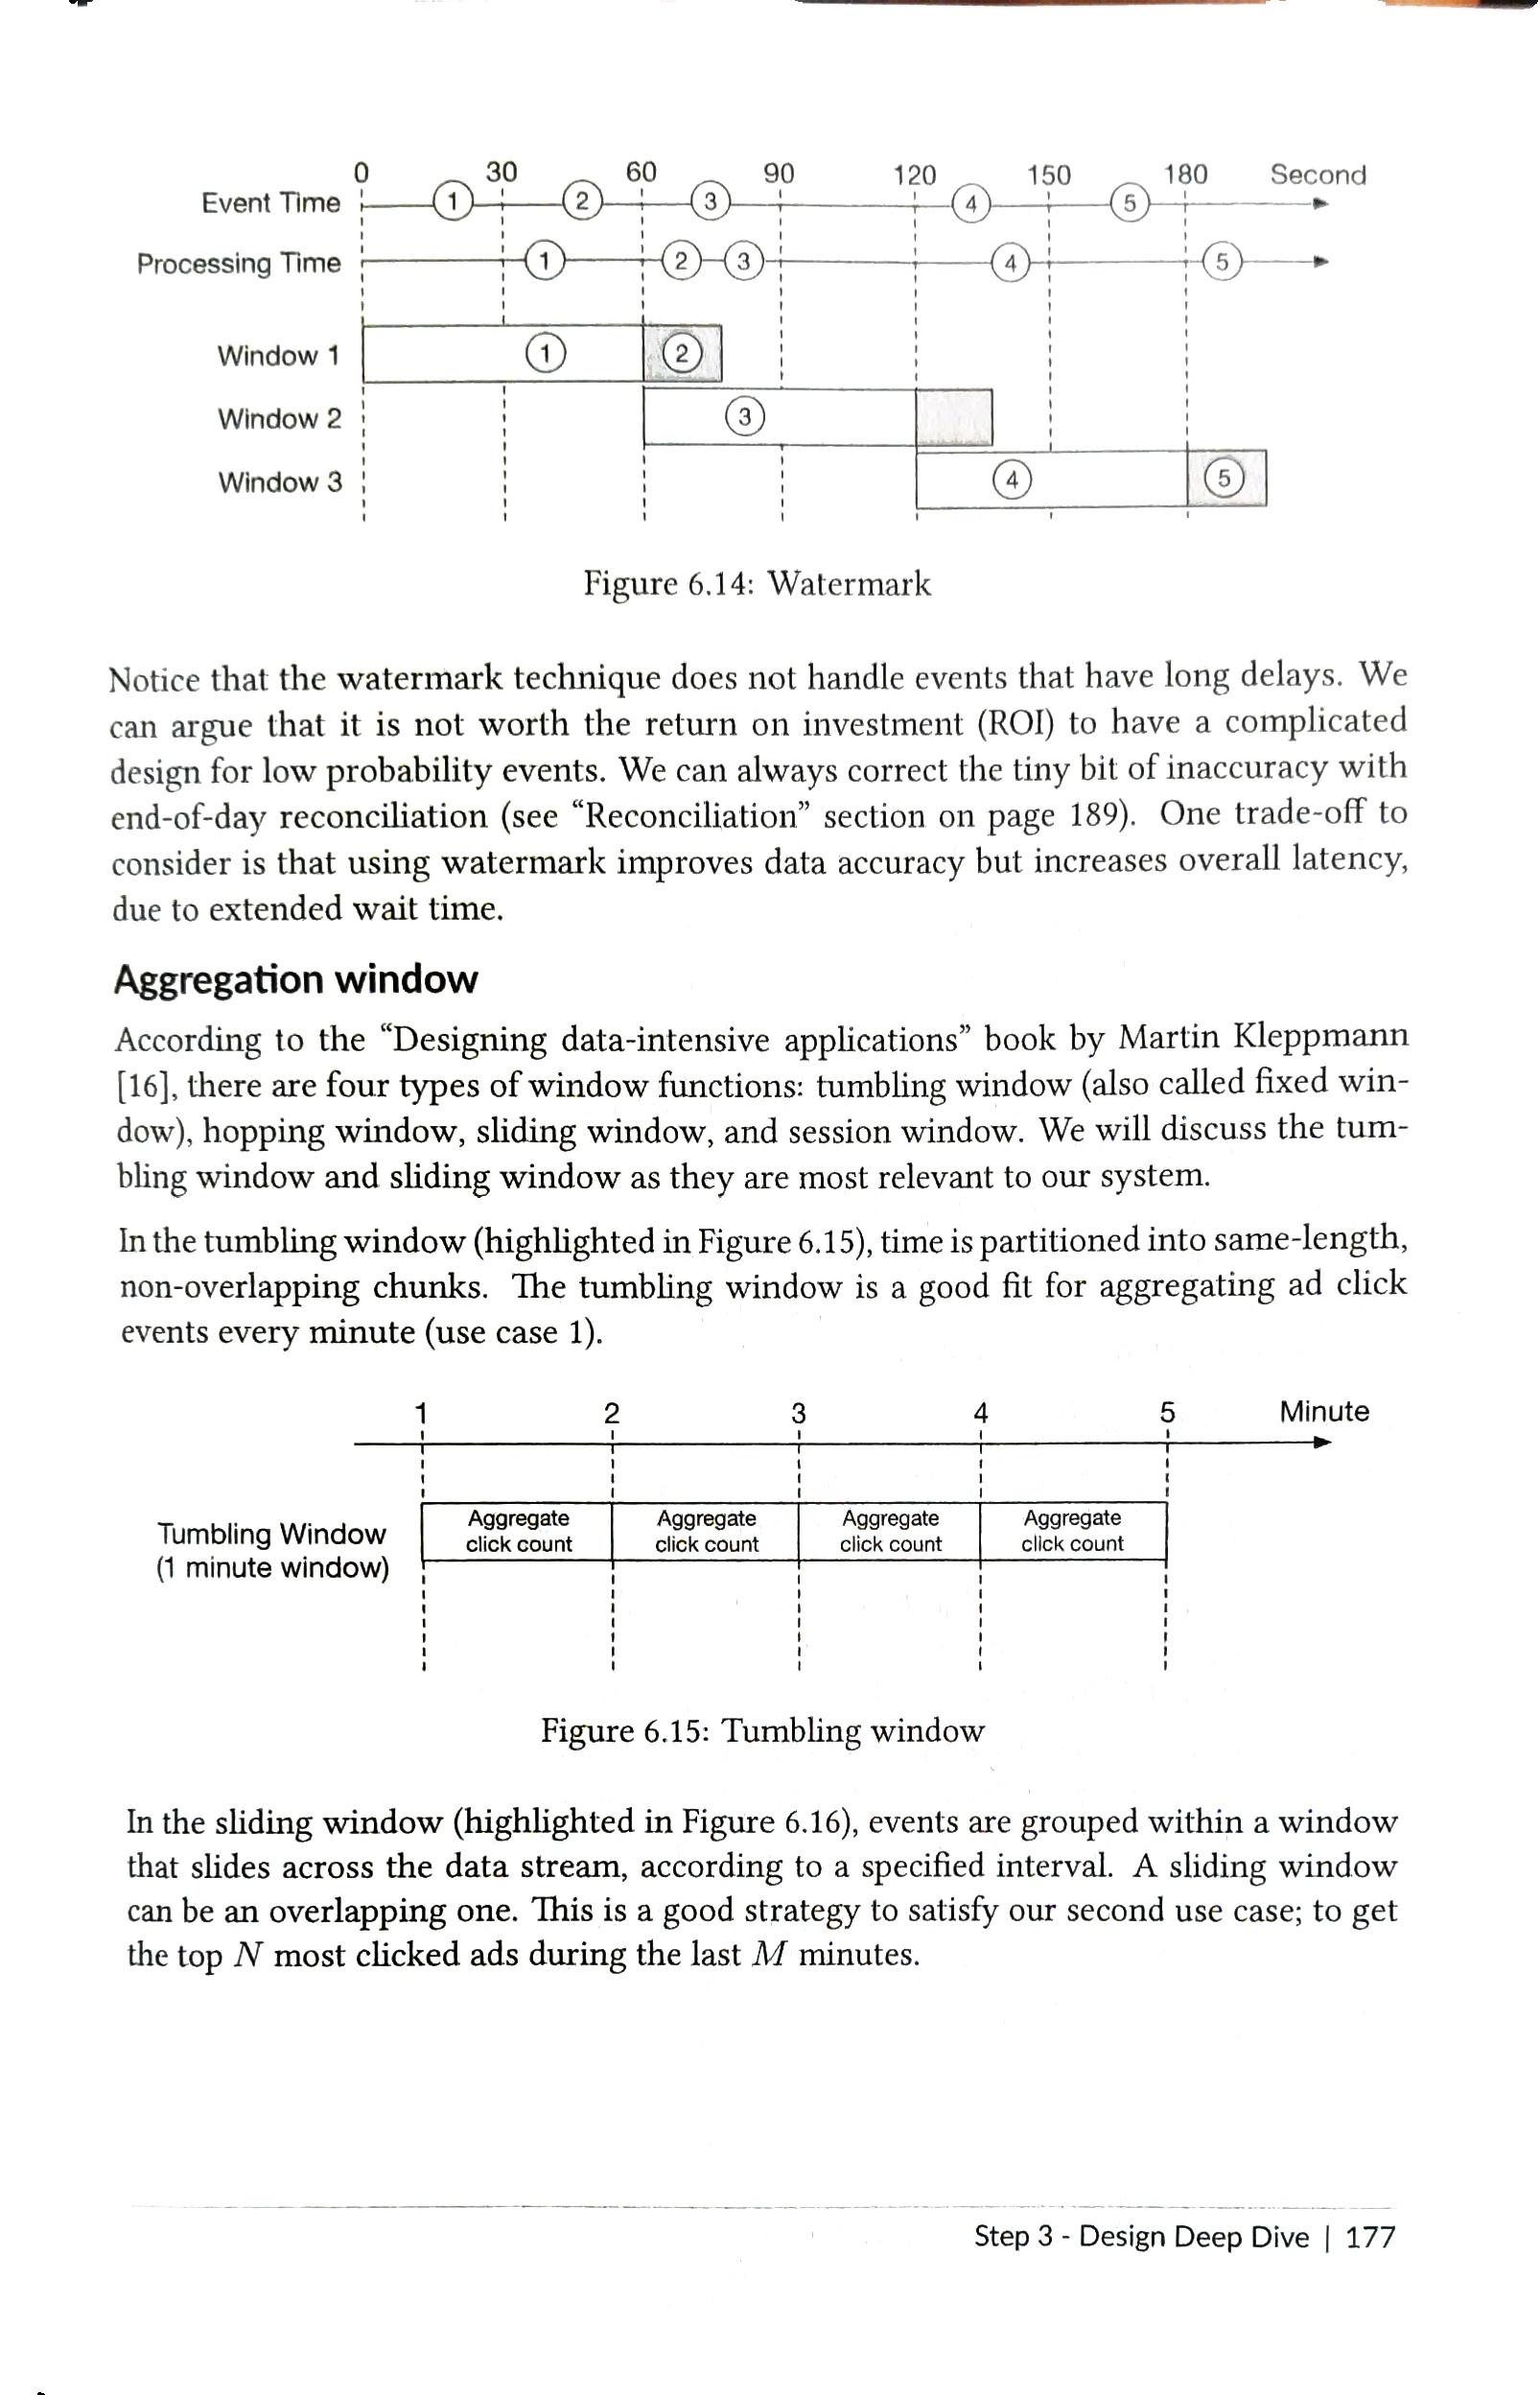 0 30 60 90 120 150 180 Second
Event Time 1 2 3 4 5
Processing Time 1 2 3 4 5
Window 1 1 2
Window 2 3
Window 3 4 5
Figure 6.14: Watermark
Notice that the watermark technique does not handle events that have long delays. We
can argue that it is not worth the return on investment (ROI) to have a complicated
design for low probability events. We can always correct the tiny bit of inaccuracy with
end-of-day reconciliation (see “Reconciliation” section on page 189). One trade-off to
consider is that using watermark improves data accuracy but increases overall latency,
due to extended wait time.
Aggregation window
According to the “Designing data-intensive applications” book by Martin Kleppmann
[16], there are four types of window functions: tumbling window (also called fixed win-
dow), hopping window, sliding window, and session window. We will discuss the tum-
bling window and sliding window as they are most relevant to our system.
In the tumbling window (highlighted in Figure 6.15), time is partitioned into same-length,
non-overlapping chunks. The tumbling window is a good fit for aggregating ad click
events every minute (use case 1).
1 2 3 4 5 Minute
Tumbling Window
(1 minute window)
Aggregate
click count
Aggregate
click count
Aggregate
click count
Aggregate
click count
Figure 6.15: Tumbling window
In the sliding window (highlighted in Figure 6.16), events are grouped within a window
that slides across the data stream, according to a specified interval. A sliding window
can be an overlapping one. This is a good strategy to satisfy our second use case; to get
the top N most clicked ads during the last M minutes.
Step 3 - Design Deep Dive | 177